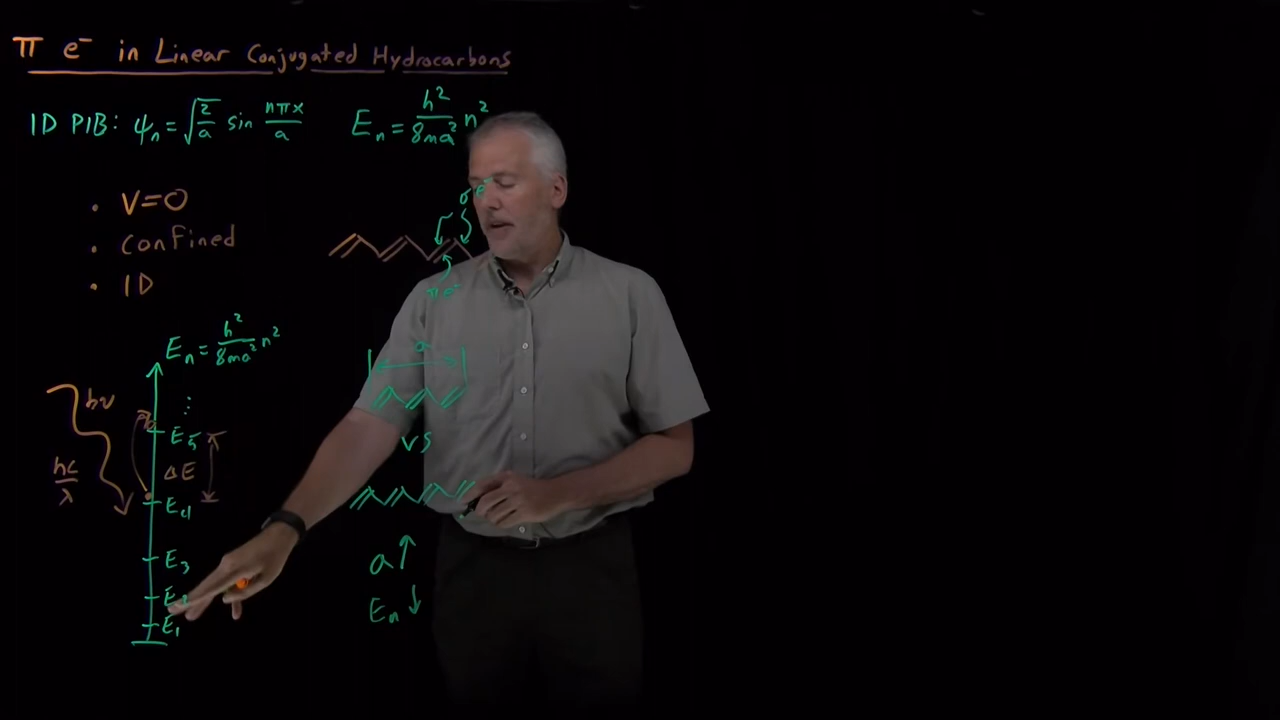 π e⁻ in Linear Conjugated Hydrocarbons
1D PIB: ψₙ = √(2/a) sin nπx/a
Eₙ = h²/8ma² n²
• V=0
• Confined
• 1D
σ e⁻
π e⁻
Eₙ = h²/8ma² n²
hν
⋮
E₅
hc/λ
ΔE
E₄
E₃
E₂
E₁
a
vs
a↑
Eₙ↓